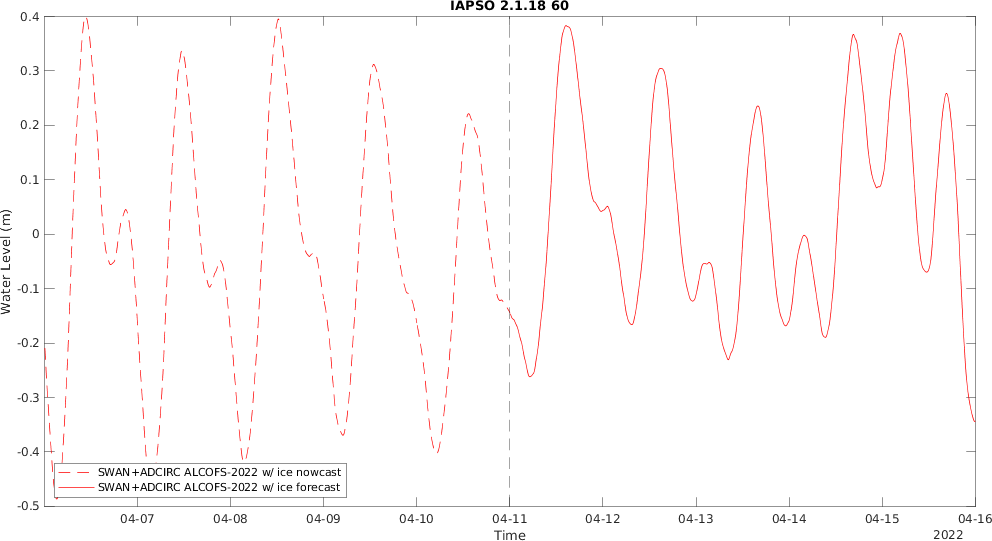 IAPSO 2.1.18 60
0.4
0.3
0.2
0.1
0
-0.1
-0.2
-0.3
-0.4
-0.5
Water Level (m)
SWAN+ADCIRC ALCOFS-2022 w/ ice nowcast
SWAN+ADCIRC ALCOFS-2022 w/ ice forecast
04-07 04-08 04-09 04-10 04-11 04-12 04-13 04-14 04-15 04-16
Time
2022